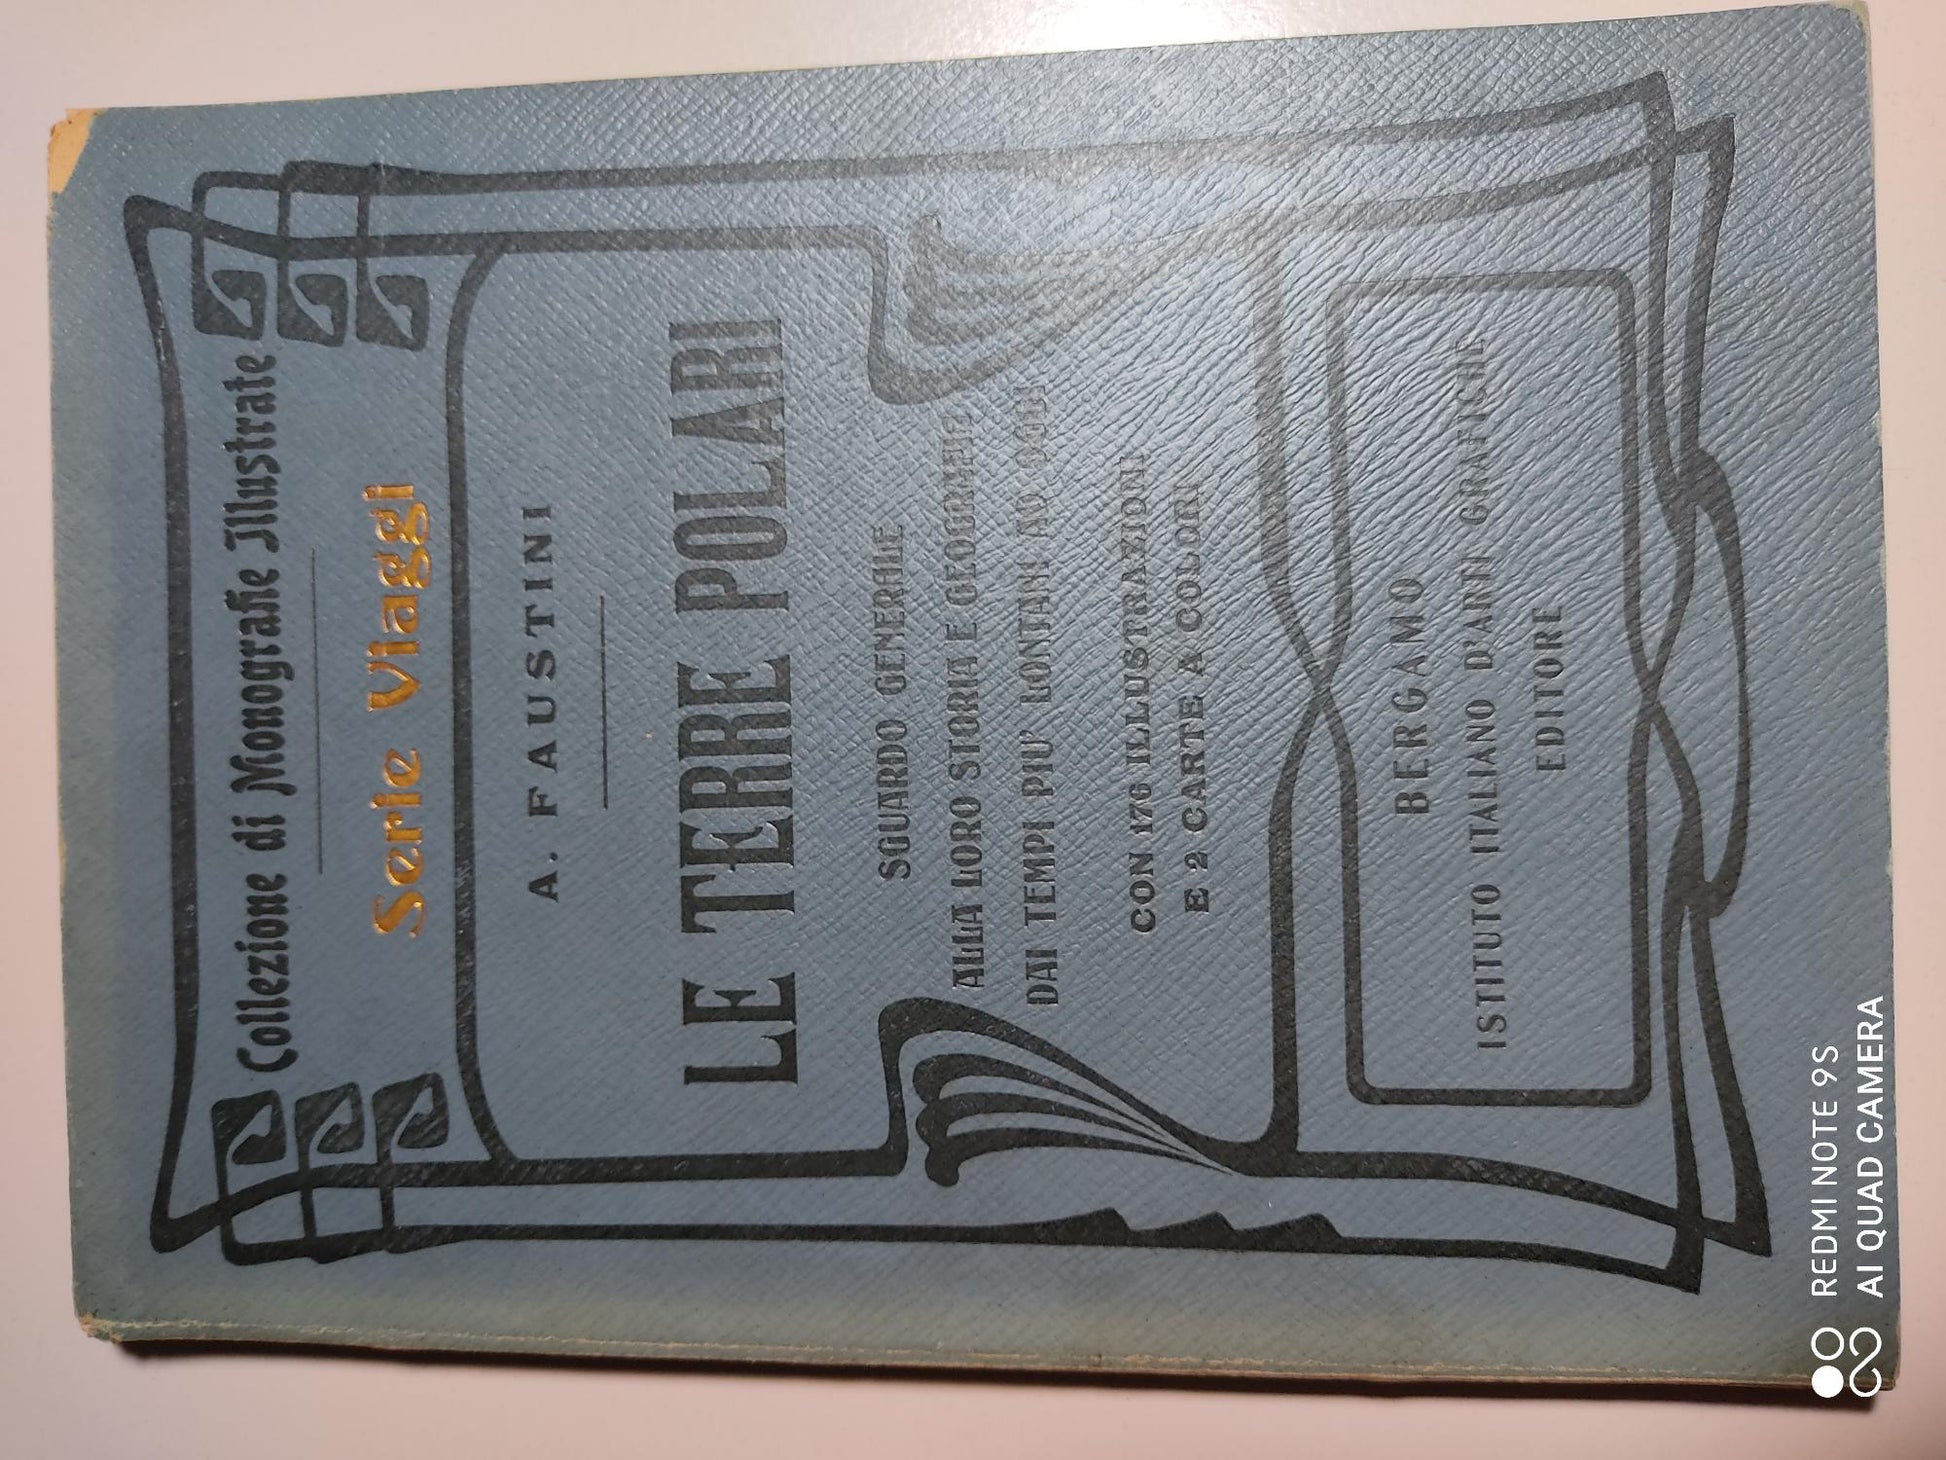 Collezione di Monografie Illustrate
Serie Viaggi
A. FAUSTINI
LE TERRE POLARI
SGUARDO GENERALE
ALLA LORO STORIA E GEOGRAFIA
DAI TEMPI PIU' LONTANI AD OGGI
CON 176 ILLUSTRAZIONI
E 2 CARTE A COLORI
BERGAMO
ISTITUTO ITALIANO D'ARTI GRAFICHE
EDITORE
REDMI NOTE 9S
AI QUAD CAMERA